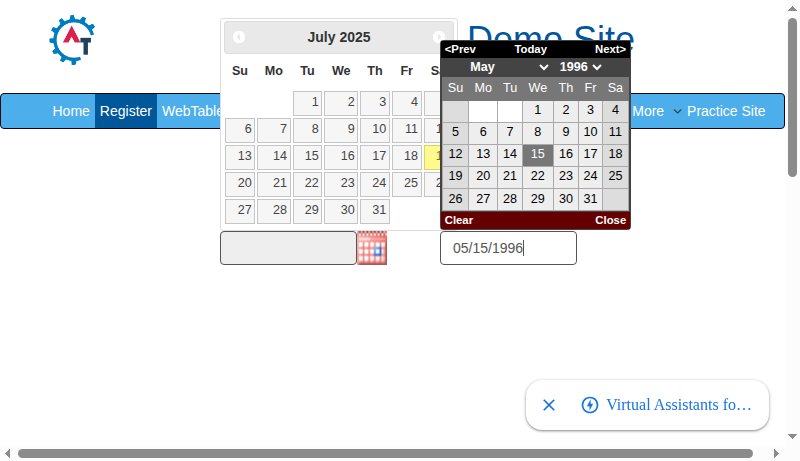 Demo Site
Home Register WebTable More Practice Site
July 2025
Su Mo Tu We Th Fr
1 2 3 4
6 7 8 9 10 11
13 14 15 16 17 18
20 21 22 23 24 25
27 28 29 30 31
<Prev Today Next>
May 1996
Su Mo Tu We Th Fr Sa
1 2 3 4
5 6 7 8 9 10 11
12 13 14 15 16 17 18
19 20 21 22 23 24 25
26 27 28 29 30 31
Clear Close
05/15/1996
Virtual Assistants fo...